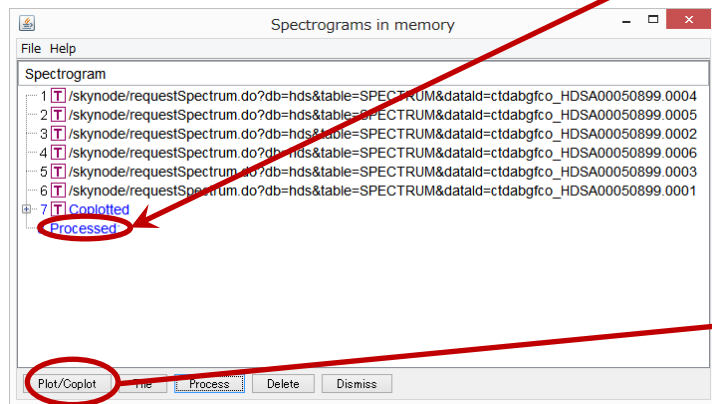 Spectrograms in memory
File Help
Spectrogram
1 T /skynode/requestSpectrum.do?db=hds&table=SPECTRUM&dataId=ctdabgfco_HDSA00050899.0004
2 T /skynode/requestSpectrum.do?db=hds&table=SPECTRUM&dataId=ctdabgfco_HDSA00050899.0005
3 T /skynode/requestSpectrum.do?db=hds&table=SPECTRUM&dataId=ctdabgfco_HDSA00050899.0002
4 T /skynode/requestSpectrum.do?db=hds&table=SPECTRUM&dataId=ctdabgfco_HDSA00050899.0006
5 T /skynode/requestSpectrum.do?db=hds&table=SPECTRUM&dataId=ctdabgfco_HDSA00050899.0003
6 T /skynode/requestSpectrum.do?db=hds&table=SPECTRUM&dataId=ctdabgfco_HDSA00050899.0001
7 T Coplotted
Processed:
Plot/Coplot Process Delete Dismiss